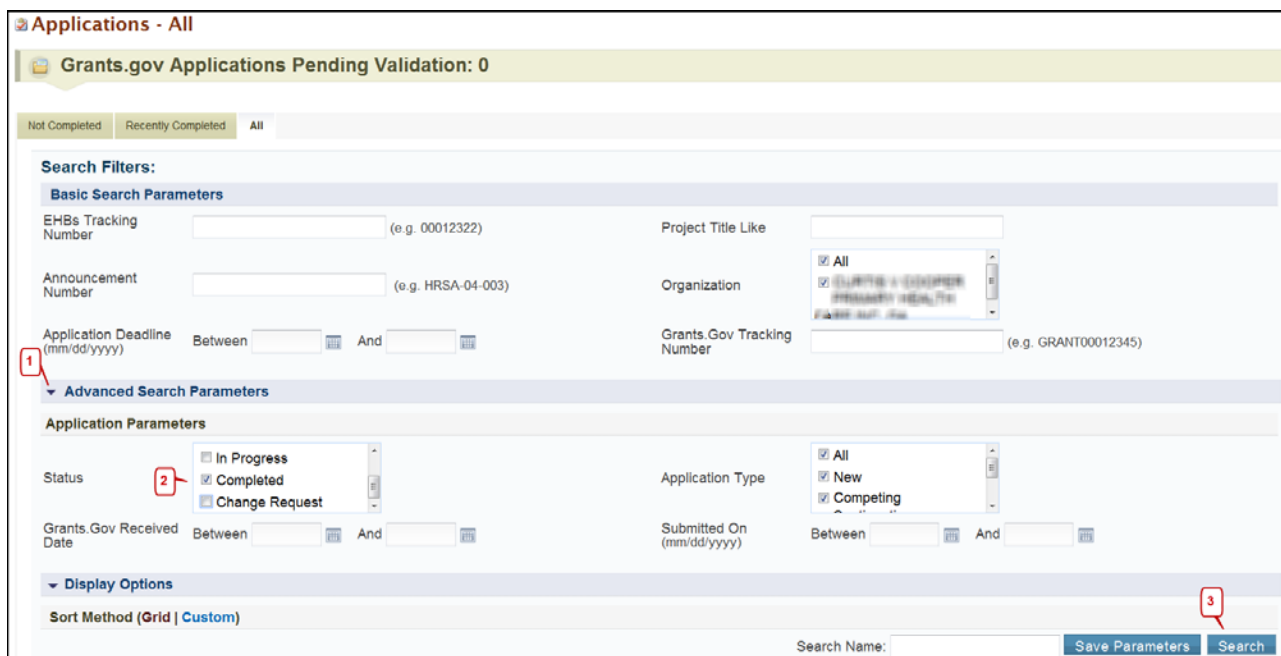 Applications - All
Grants.gov Applications Pending Validation: 0
Not Completed Recently Completed All
Search Filters:
Basic Search Parameters
EHBs Tracking Number (e.g. 00012322) Project Title Like
Announcement Number (e.g. HRSA-04-003) Organization All
Application Deadline (mm/dd/yyyy) Between And Grants.Gov Tracking Number (e.g. GRANT00012345)
1
Advanced Search Parameters
Application Parameters
Status 2 In Progress
Completed
Change Request
Application Type All
New
Competing
Grants.Gov Received Date Between And Submitted On (mm/dd/yyyy) Between And
Display Options
Sort Method (Grid | Custom)
3
Search Name: Save Parameters Search